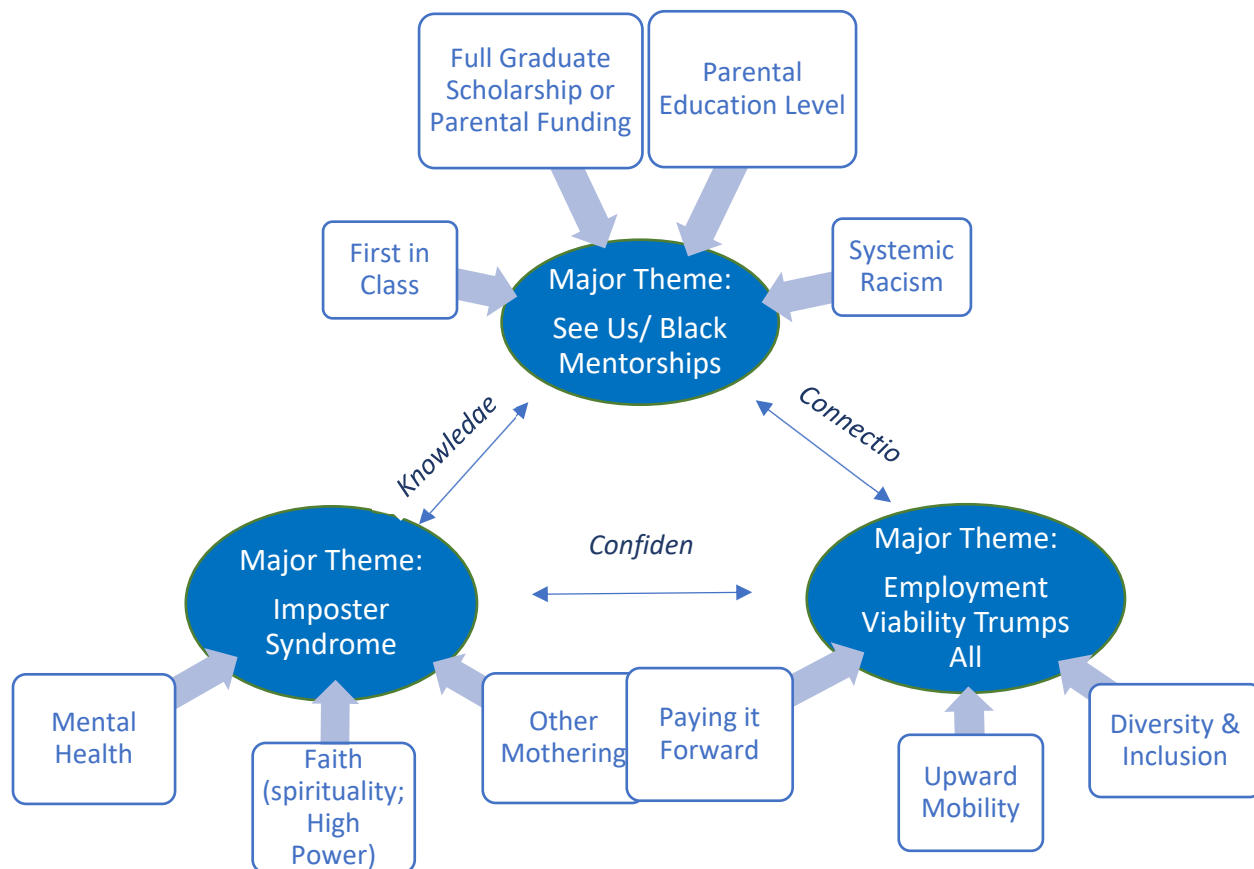 Full Graduate
Scholarship or
Parental Funding
Parental
Education Level
First in
Class
Major Theme:
See Us/ Black
Mentorships
Systemic
Racism
Knowledae
Connectio
Confiden
Major Theme:
Imposter
Syndrome
Major Theme:
Employment
Viability Trumps
All
Mental
Health
Faith
(spirituality;
High
Power)
Other
Mothering
Paying it
Forward
Upward
Mobility
Diversity &
Inclusion